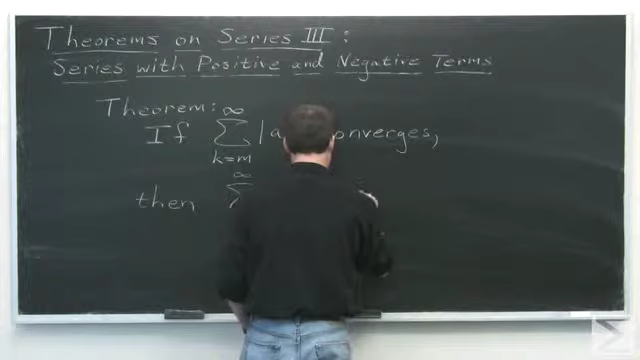 Theorems on Series III:
Series with Positive and Negative Terms
Theorem:
If ∞ ∑ k=m |a converges,
then ∞ ∑